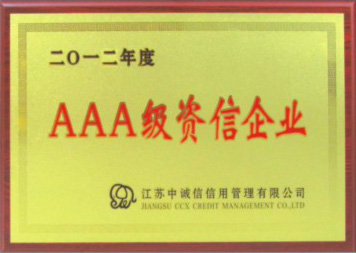 二〇一二年度
AAA级资信企业
江苏中诚信信用管理有限公司
JIANGSU CCX CREDIT MANAGEMENT CO.,LTD